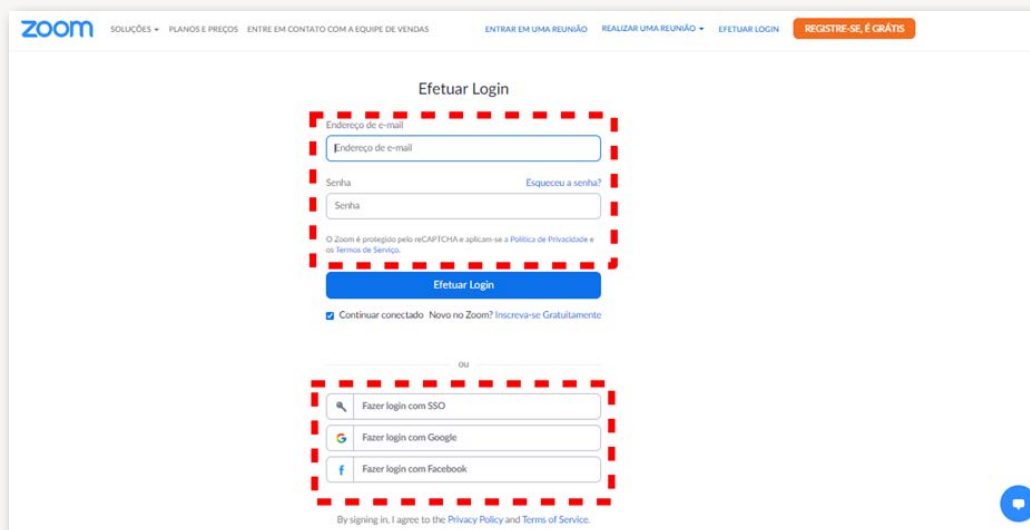 zoom SOLUÇÕES PLANOS E PREÇOS ENTRE EM CONTATO COM A EQUIPE DE VENDAS ENTRAR EM UMA REUNIÃO REALIZAR UMA REUNIÃO EFETUAR LOGIN REGISTRE-SE, É GRÁTIS
Efetuar Login
Endereço de e-mail
Endereço de e-mail
Senha Esqueceu a senha?
Senha
O Zoom é protegido pelo reCAPTCHA e aplicam-se a Política de Privacidade e
os Termos de Serviço.
Efetuar Login
Continuar conectado Novo no Zoom? Inscreva-se Gratuitamente
ou
Fazer login com SSO
Fazer login com Google
Fazer login com Facebook
By signing in, I agree to the Privacy Policy and Terms of Service.